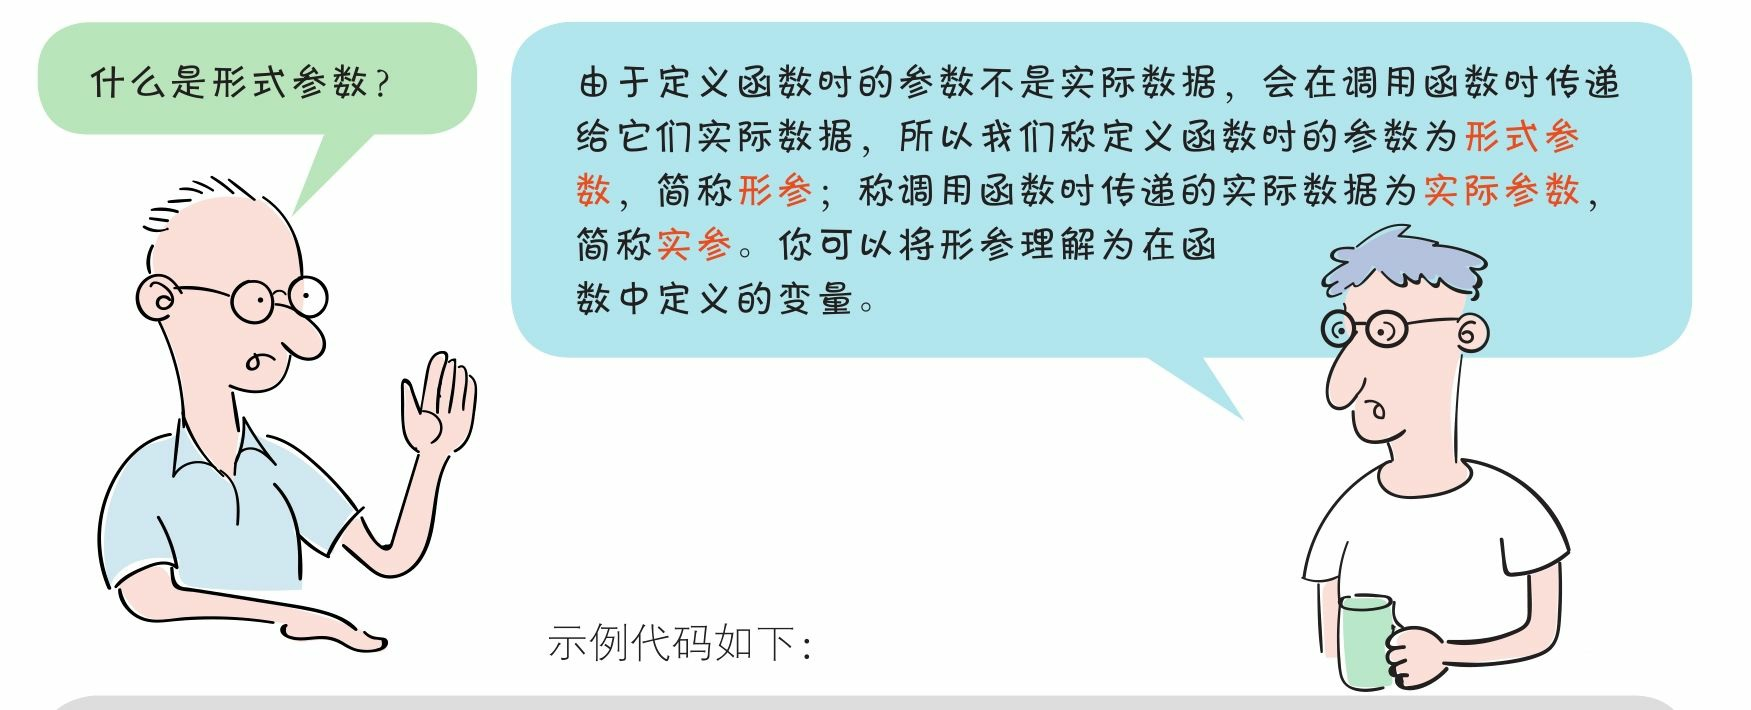 什么是形式参数？
由于定义函数时的参数不是实际数据，会在调用函数时传递
给它们实际数据，所以我们称定义函数时的参数为形式参
数，简称形参；称调用函数时传递的实际数据为实际参数，
简称实参。你可以将形参理解为在函
数中定义的变量。
示例代码如下：